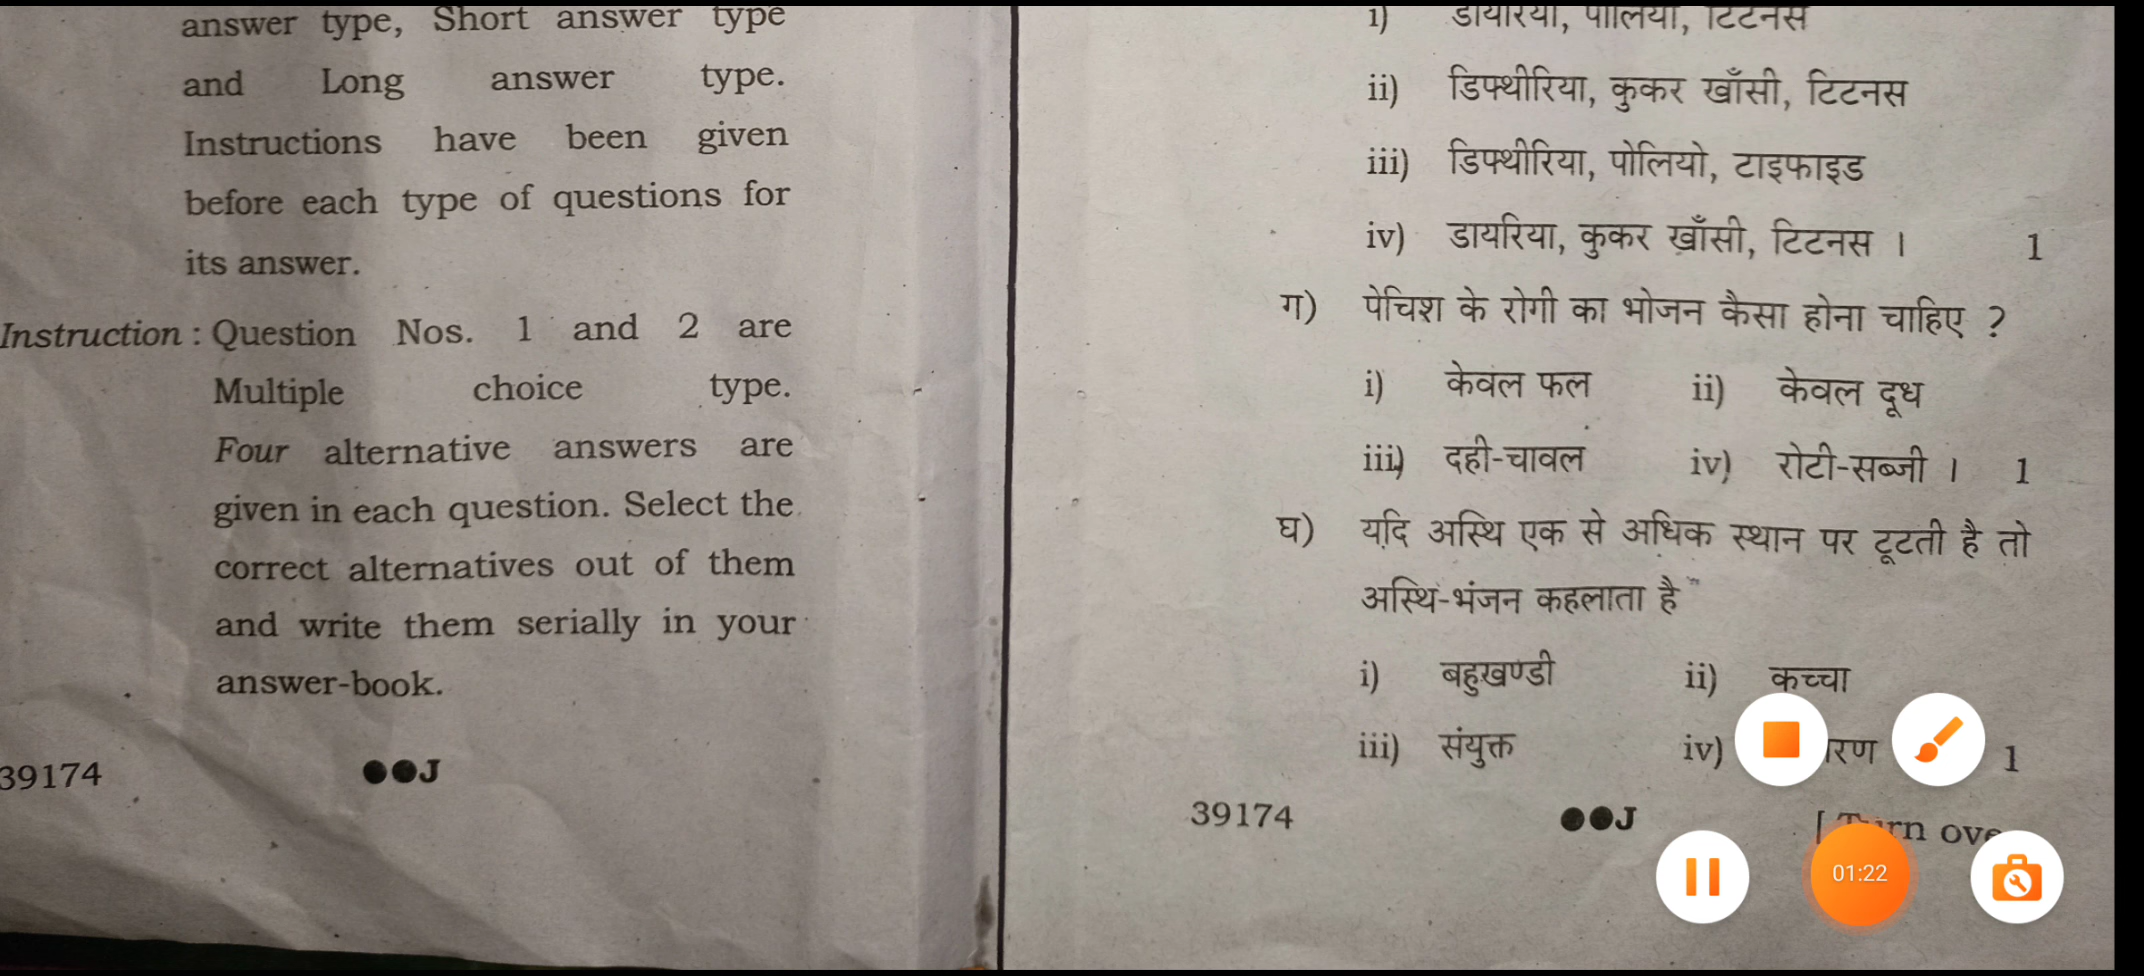 answer type, Short answer type
and Long answer type.
Instructions have been given
before each type of questions for
its answer.
Instruction : Question Nos. 1 and 2 are
Multiple choice type.
Four alternative answers are
given in each question. Select the
correct alternatives out of them
and write them serially in your
answer-book.
39174 ●●J
i) डायरिया, पोलियो, टिटनस
ii) डिफ्थीरिया, कुकर खाँसी, टिटनस
iii) डिफ्थीरिया, पोलियो, टाइफाइड
iv) डायरिया, कुकर खाँसी, टिटनस । 1
ग) पेचिश के रोगी का भोजन कैसा होना चाहिए ?
i) केवल फल ii) केवल दूध
iii) दही-चावल iv) रोटी-सब्जी । 1
घ) यदि अस्थि एक से अधिक स्थान पर टूटती है तो
अस्थि-भंजन कहलाता है
i) बहुखण्डी ii) कच्चा
iii) संयुक्त iv) 1
39174 ●●J [ Turn
01:22